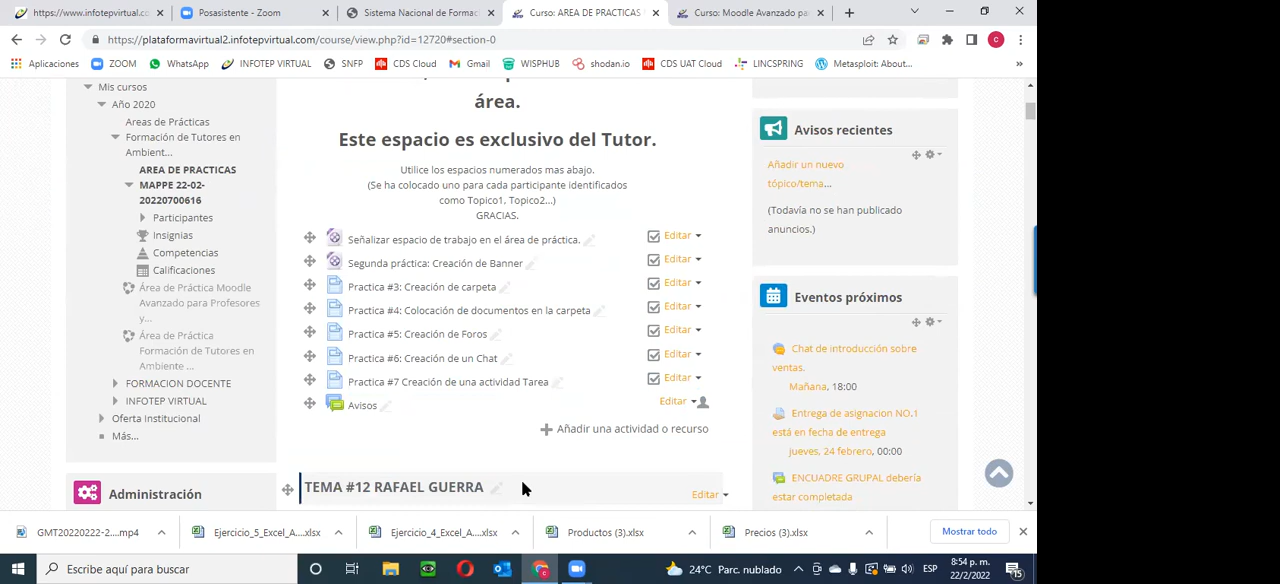 https://www.infotepvirtual.com/
Posasistente - Zoom
Sistema Nacional de Formac
Curso: AREA DE PRACTICAS
Curso: Moodle Avanzado pa
https://plataformavirtual2.infotepvirtual.com/course/view.php?id=12720#section-0
C
Aplicaciones
ZOOM
WhatsApp
INFOTEP VIRTUAL
SNFP
CDS Cloud
Gmail
WISPHUB
shodan.io
CDS UAT Cloud
LINCSPRING
Metasploit: About...
»
Mis cursos
Año 2020
Areas de Prácticas
Formación de Tutores en
Ambient...
AREA DE PRACTICAS
MAPPE 22-02-
20220700616
Participantes
Insignias
Competencias
Calificaciones
Área de Práctica Moodle
Avanzado para Profesores
y...
Área de Práctica
Formación de Tutores en
Ambiente ...
FORMACION DOCENTE
INFOTEP VIRTUAL
Oferta Institucional
Más...
Administración
área.
Este espacio es exclusivo del Tutor.
Utilice los espacios numerados mas abajo.
(Se ha colocado uno para cada participante identificados
como Topico1, Topico2...)
GRACIAS.
Señalizar espacio de trabajo en el área de práctica.
Editar
Segunda práctica: Creación de Banner
Editar
Practica #3: Creación de carpeta
Editar
Practica #4: Colocación de documentos en la carpeta
Editar
Practica #5: Creación de Foros
Editar
Practica #6: Creación de un Chat
Editar
Practica #7 Creación de una actividad Tarea
Editar
Avisos
Editar
Añadir una actividad o recurso
TEMA #12 RAFAEL GUERRA
Editar
Avisos recientes
Añadir un nuevo
tópico/tema...
(Todavía no se han publicado
anuncios.)
Eventos próximos
Chat de introducción sobre
ventas.
Mañana, 18:00
Entrega de asignacion NO.1
está en fecha de entrega
jueves, 24 febrero, 00:00
ENCUADRE GRUPAL debería
estar completada
GMT20220222-2....mp4
Ejercicio_5_Excel_A....xlsx
Ejercicio_4_Excel_A....xlsx
Productos (3).xlsx
Precios (3).xlsx
Mostrar todo
Escribe aquí para buscar
24°C Parc. nublado
ESP
8:54 p. m.
22/2/2022
15